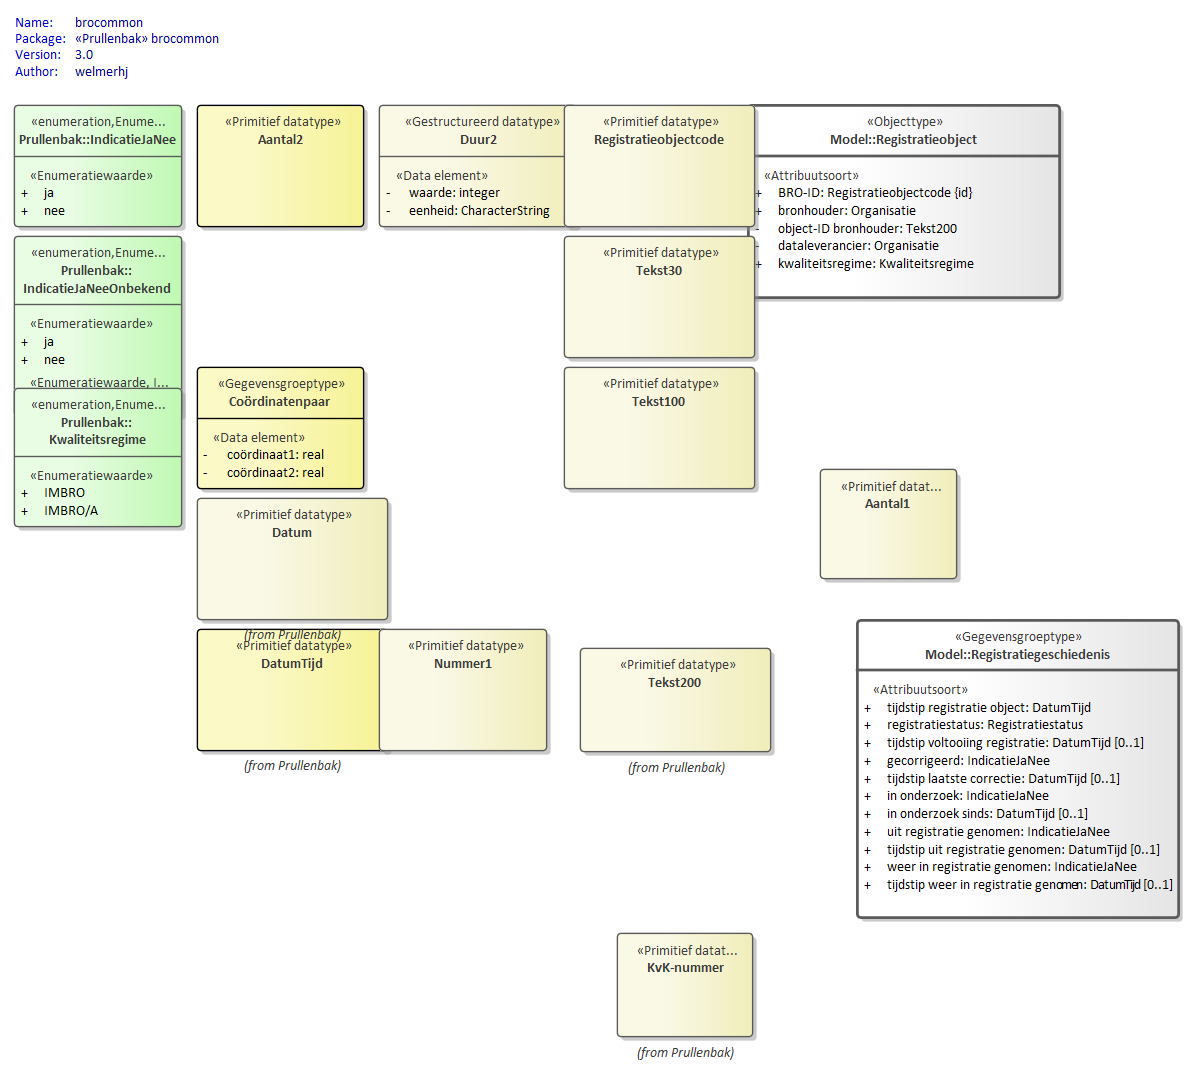 Name: brocommon
Package: «Prullenbak» brocommon
Version: 3.0
Author: welmerhj
«enumeration,Enume...
Prullenbak::IndicatieJaNee
«Enumeratiewaarde»
+ ja
+ nee
«Primitief datatype»
Aantal2
«Gestructureerd datatype»
Duur2
«Data element»
- waarde: integer
- eenheid: CharacterString
«Primitief datatype»
Registratieobjectcode
«Objecttype»
Model::Registratieobject
«Attribuutsoort»
+ BRO-ID: Registratieobjectcode {id}
+ bronhouder: Organisatie
- object-ID bronhouder: Tekst200
- dataleverancier: Organisatie
+ kwaliteitsregime: Kwaliteitsregime
«enumeration,Enume...
Prullenbak::
IndicatieJaNeeOnbekend
«Enumeratiewaarde»
+ ja
+ nee
«Enumeratiewaarde, I...
«Primitief datatype»
Tekst30
«enumeration,Enume...
Prullenbak::
Kwaliteitsregime
«Enumeratiewaarde»
+ IMBRO
+ IMBRO/A
«Gegevensgroeptype»
Coördinatenpaar
«Data element»
- coördinaat1: real
- coördinaat2: real
«Primitief datatype»
Tekst100
«Primitief datat...
Aantal1
«Primitief datatype»
Datum
(from Prullenbak)
«Primitief datatype»
DatumTijd
(from Prullenbak)
«Primitief datatype»
Nummer1
«Primitief datatype»
Tekst200
(from Prullenbak)
«Gegevensgroeptype»
Model::Registratiegeschiedenis
«Attribuutsoort»
+ tijdstip registratie object: DatumTijd
+ registratiestatus: Registratiestatus
+ tijdstip voltooiing registratie: DatumTijd [0..1]
+ gecorrigeerd: IndicatieJaNee
+ tijdstip laatste correctie: DatumTijd [0..1]
+ in onderzoek: IndicatieJaNee
+ in onderzoek sinds: DatumTijd [0..1]
+ uit registratie genomen: IndicatieJaNee
+ tijdstip uit registratie genomen: DatumTijd [0..1]
+ weer in registratie genomen: IndicatieJaNee
+ tijdstip weer in registratie genomen: DatumTijd [0..1]
«Primitief datat...
KvK-nummer
(from Prullenbak)